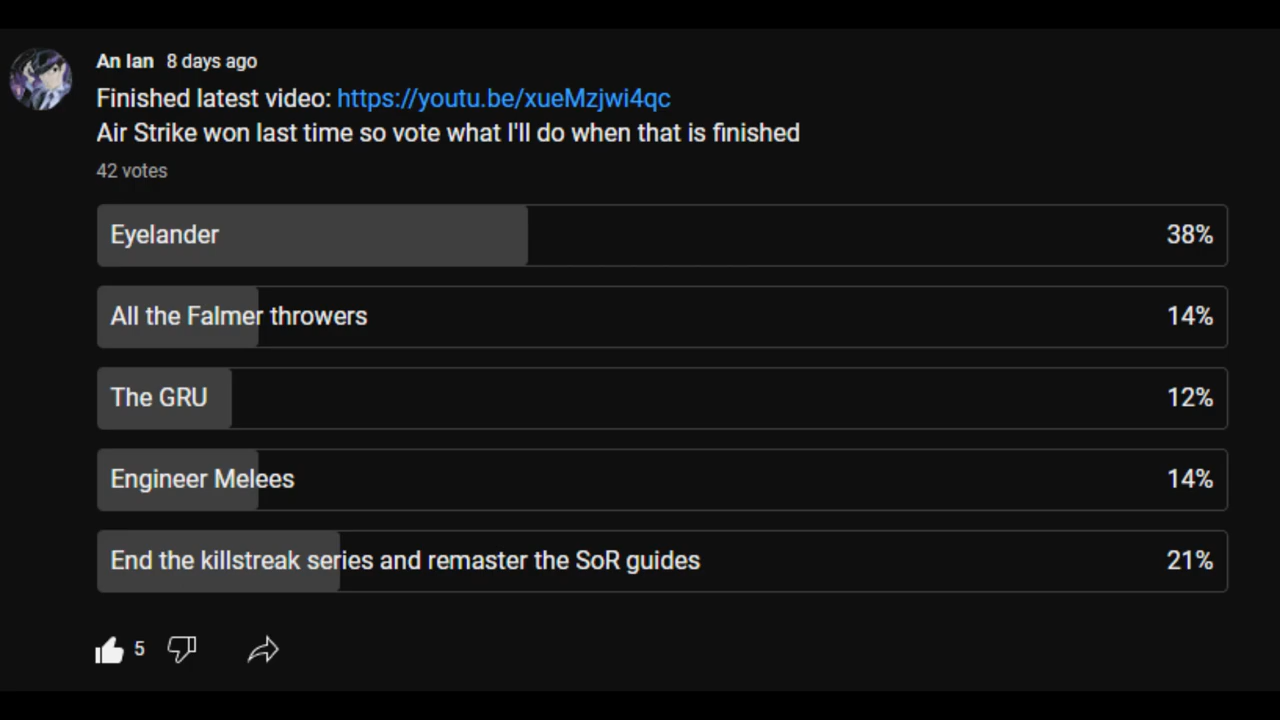 An Ian 8 days ago
Finished latest video: https://youtu.be/xueMzjwi4qc
Air Strike won last time so vote what I'll do when that is finished
42 votes
Eyelander 38%
All the Falmer throwers 14%
The GRU 12%
Engineer Melees 14%
End the killstreak series and remaster the SoR guides 21%
5